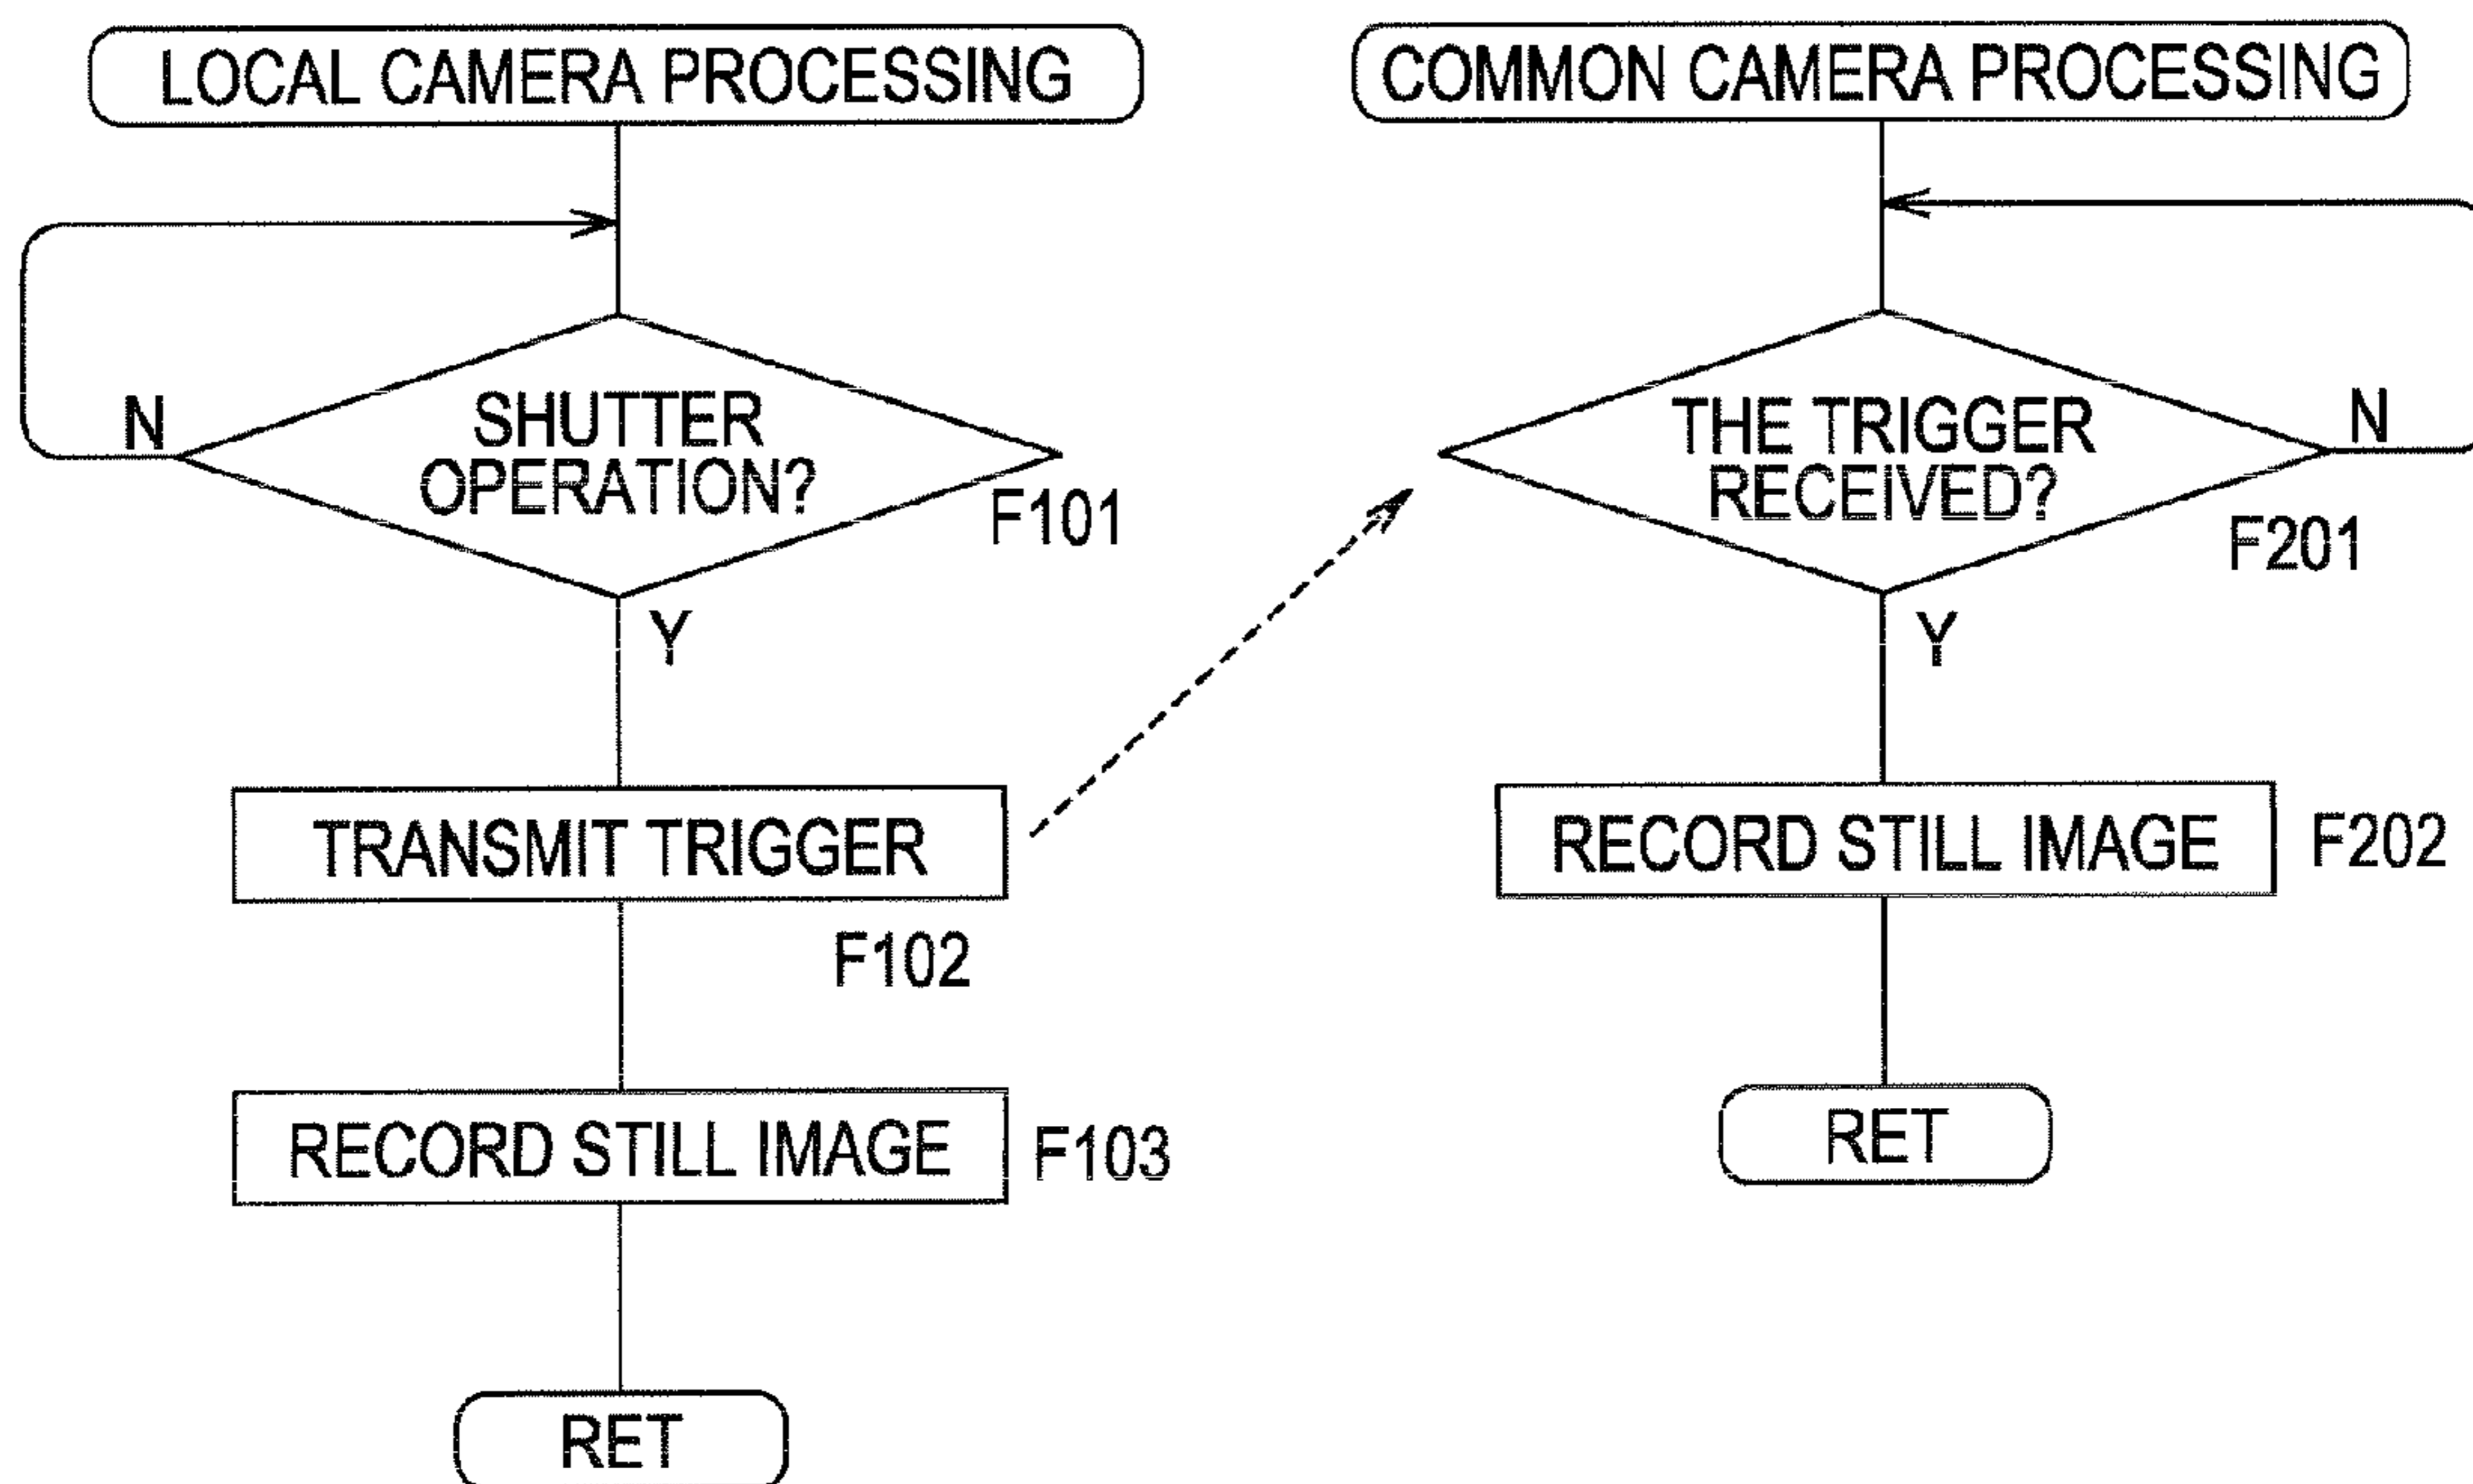 LOCAL CAMERA PROCESSING
N
SHUTTER
OPERATION?
F101
Y
TRANSMIT TRIGGER
F102
RECORD STILL IMAGE
F103
RET
COMMON CAMERA PROCESSING
THE TRIGGER
RECEIVED?
N
F201
Y
RECORD STILL IMAGE
F202
RET